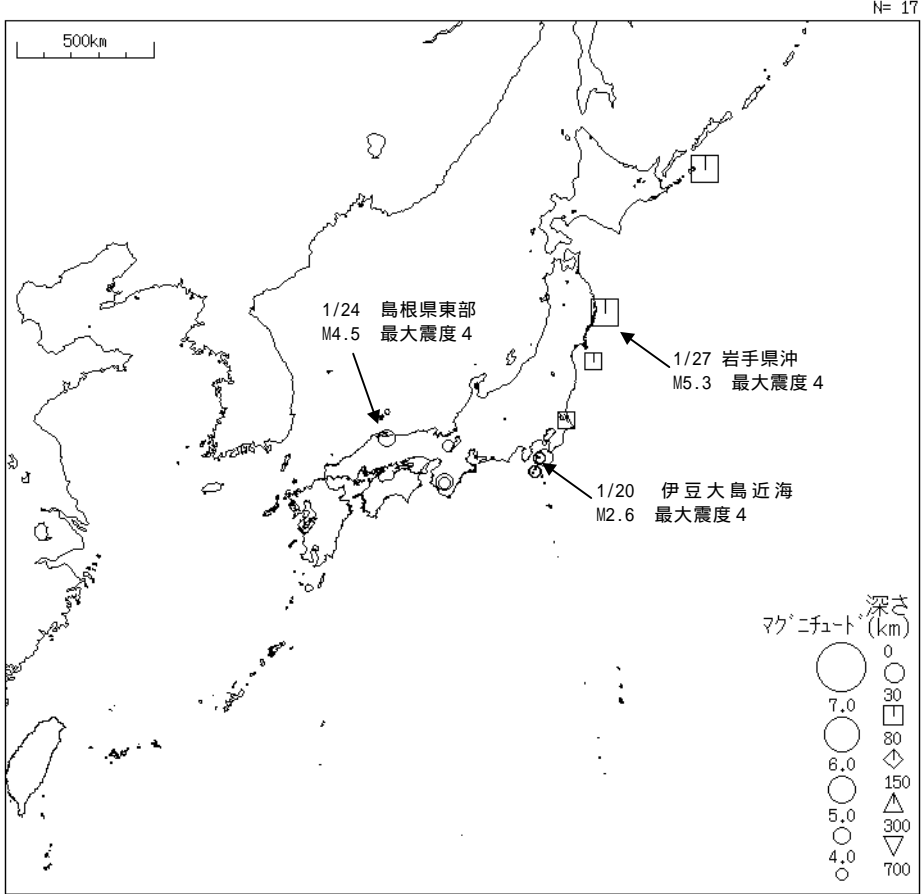 N= 17
500km
1/24 島根県東部
M4.5 最大震度４
1/27 岩手県沖
M5.3 最大震度４
1/20 伊豆大島近海
M2.6 最大震度４
深さ
マグニチュード (km)
0
30
7.0
80
6.0
150
5.0
300
4.0
700